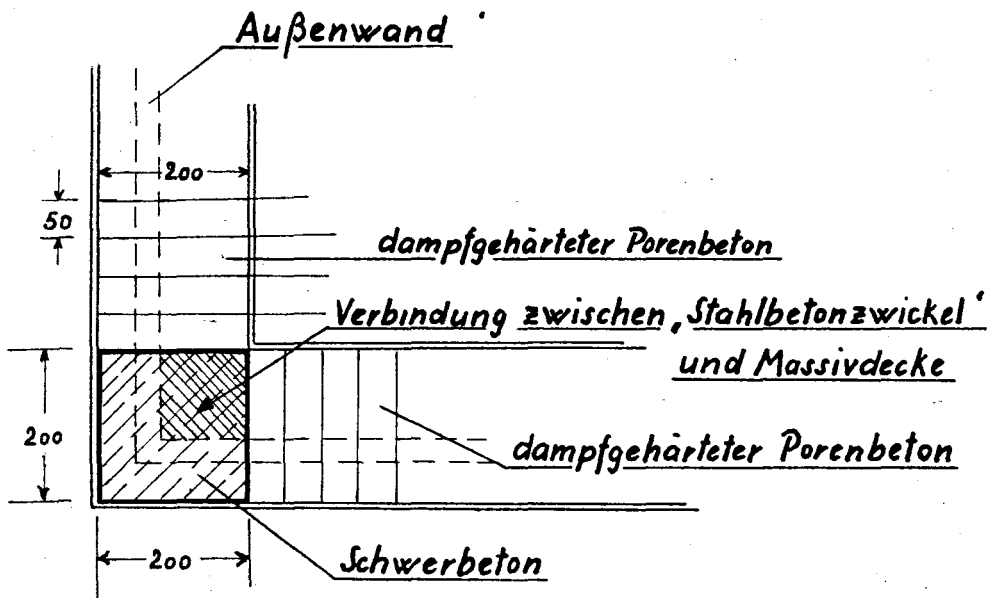 Außenwand
200
50
dampfgehärteter Porenbeton
Verbindung zwischen „Stahlbetonzwickel‘
und Massivdecke
200
dampfgehärteter Porenbeton
200
Schwerbeton